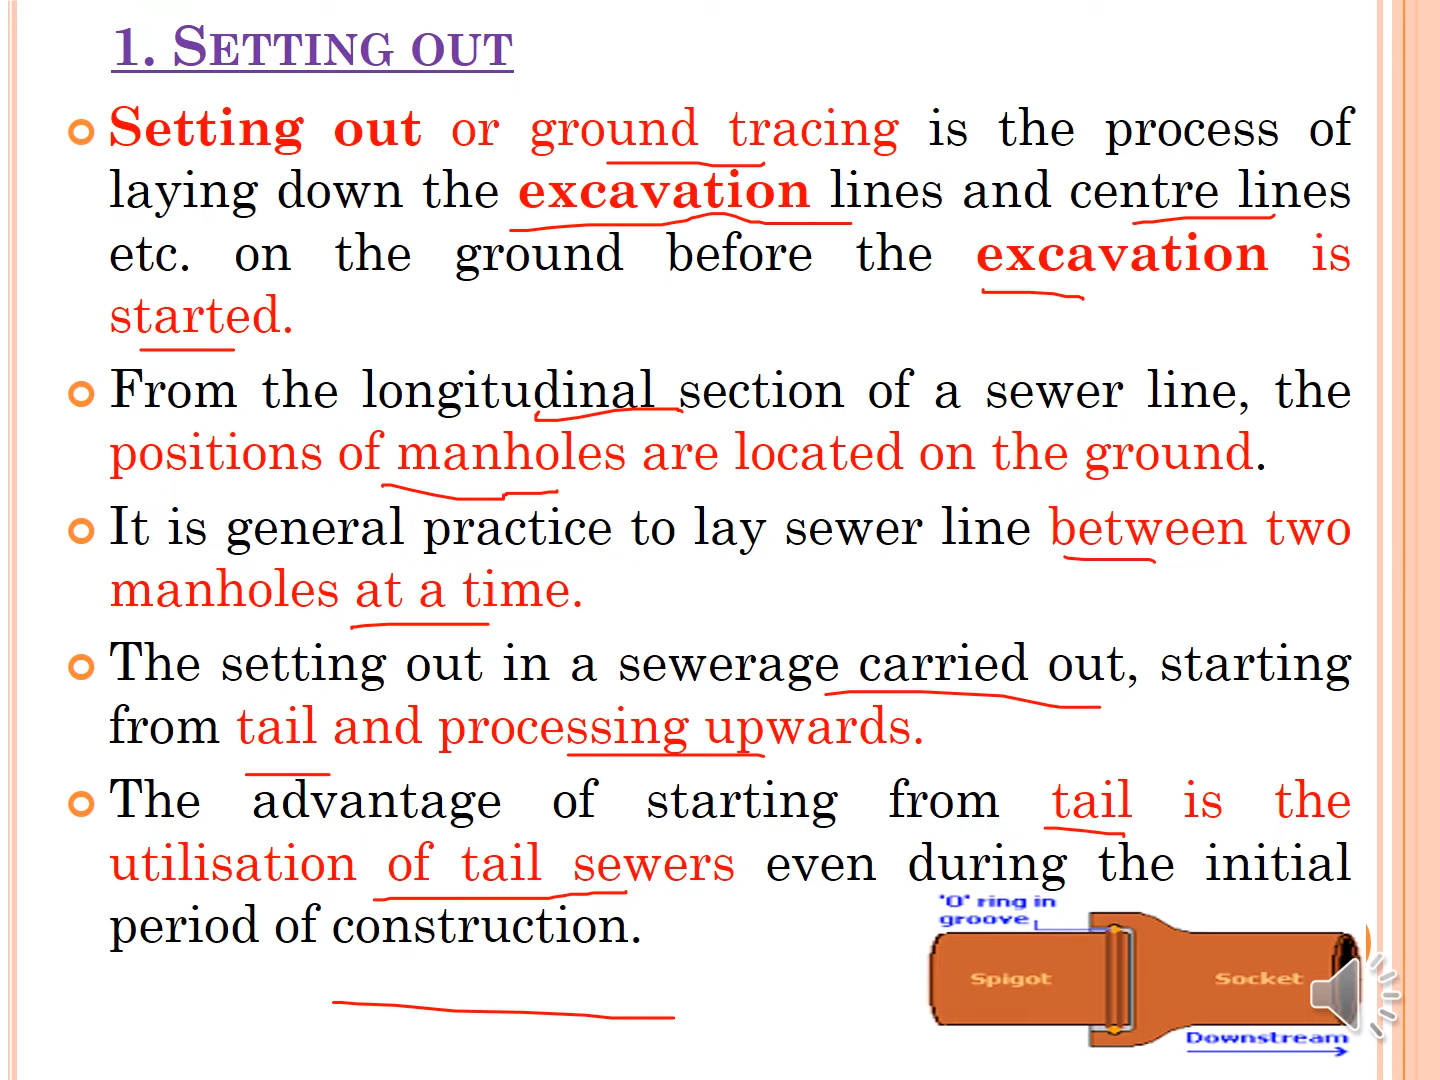 1. SETTING OUT
Setting out or ground tracing is the process of
laying down the excavation lines and centre lines
etc. on the ground before the excavation is
started.
From the longitudinal section of a sewer line, the
positions of manholes are located on the ground.
It is general practice to lay sewer line between two
manholes at a time.
The setting out in a sewerage carried out, starting
from tail and processing upwards.
The advantage of starting from tail is the
utilisation of tail sewers even during the initial
period of construction.
'O' ring in
groove
Spigot
Socket
Downstream